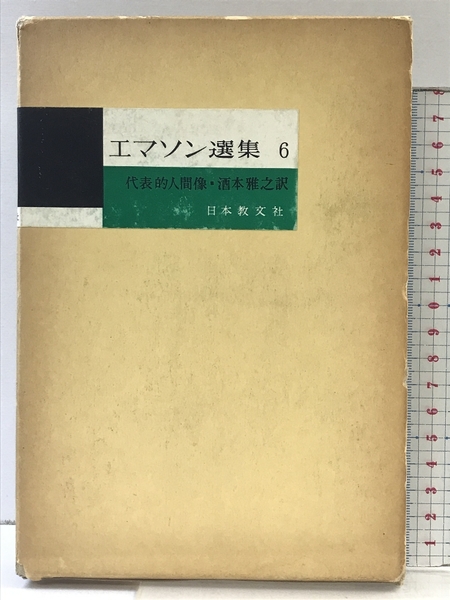 エマソン選集 6
代表的人間像・酒本雅之訳
日本教文社